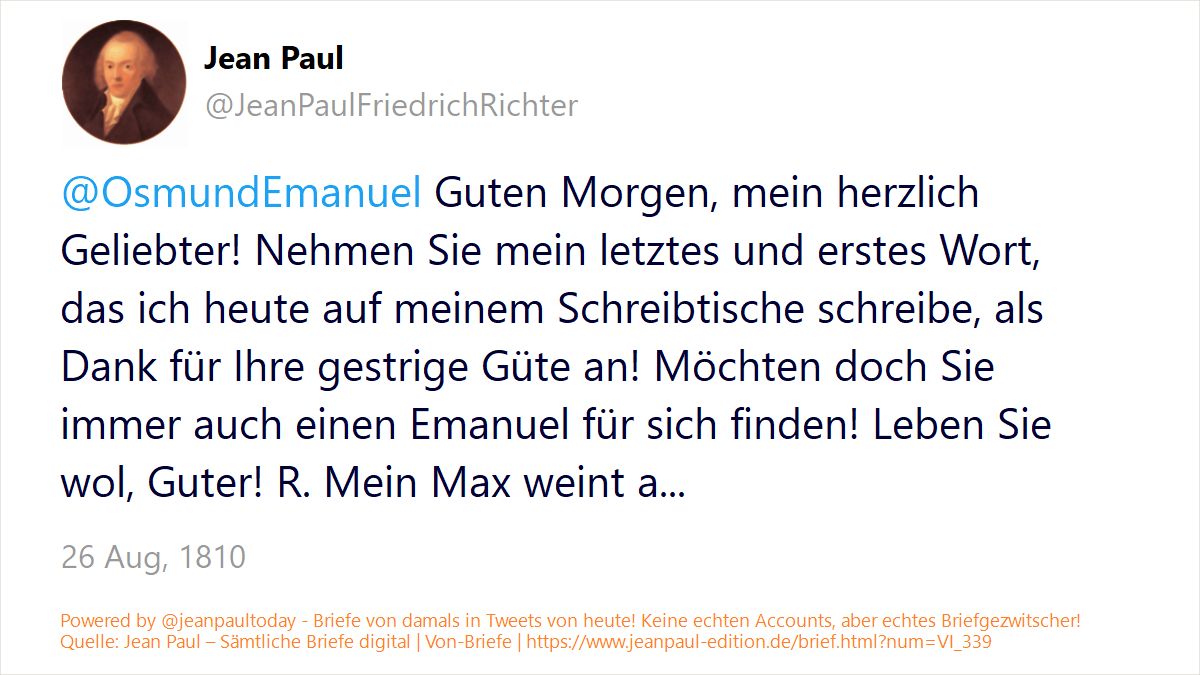 Jean Paul
@JeanPaulFriedrichRichter
@OsmundEmanuel Guten Morgen, mein herzlich
Geliebter! Nehmen Sie mein letztes und erstes Wort,
das ich heute auf meinem Schreibtische schreibe, als
Dank für Ihre gestrige Güte an! Möchten doch Sie
immer auch einen Emanuel für sich finden! Leben Sie
wol, Guter! R. Mein Max weint a...
26 Aug, 1810
Powered by @jeanpaultoday - Briefe von damals in Tweets von heute! Keine echten Accounts, aber echtes Briefgezwitscher!
Quelle: Jean Paul – Sämtliche Briefe digital | Von-Briefe | https://www.jeanpaul-edition.de/brief.html?num=VI_339